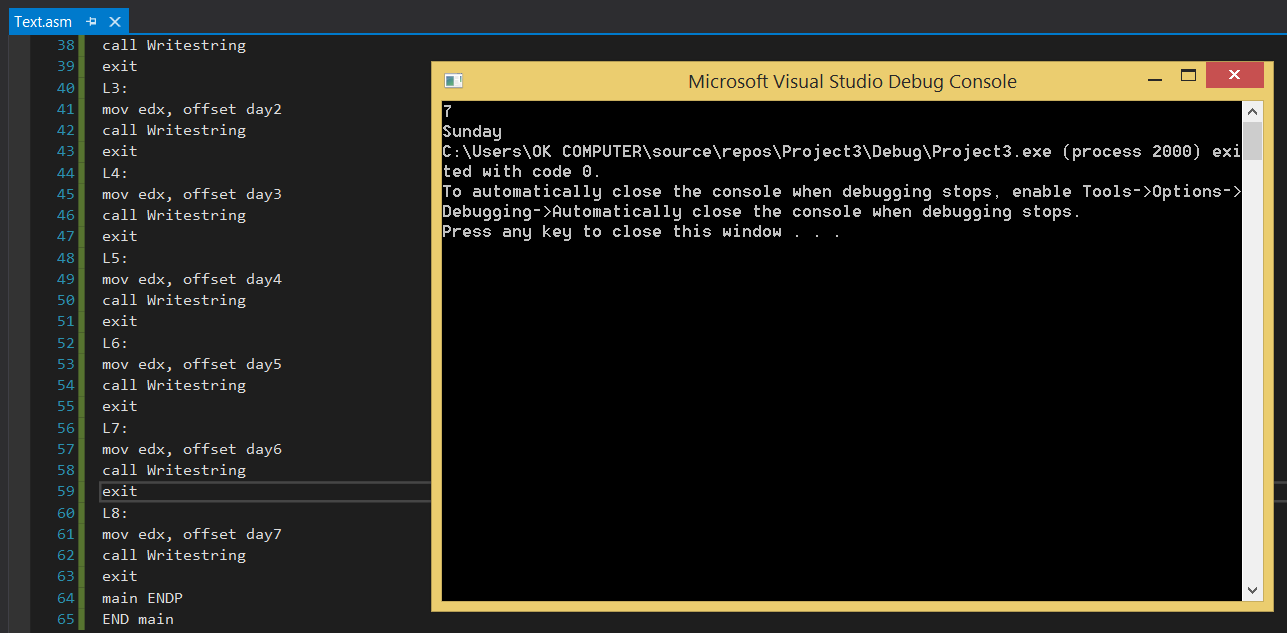 Text.asm
38 call Writestring
39 exit
40 L3:
41 mov edx, offset day2
42 call Writestring
43 exit
44 L4:
45 mov edx, offset day3
46 call Writestring
47 exit
48 L5:
49 mov edx, offset day4
50 call Writestring
51 exit
52 L6:
53 mov edx, offset day5
54 call Writestring
55 exit
56 L7:
57 mov edx, offset day6
58 call Writestring
59 exit
60 L8:
61 mov edx, offset day7
62 call Writestring
63 exit
64 main ENDP
65 END main
Microsoft Visual Studio Debug Console
7
Sunday
C:\Users\OK COMPUTER\source\repos\Project3\Debug\Project3.exe (process 2000) exi
ted with code 0.
To automatically close the console when debugging stops, enable Tools->Options->
Debugging->Automatically close the console when debugging stops.
Press any key to close this window . . .